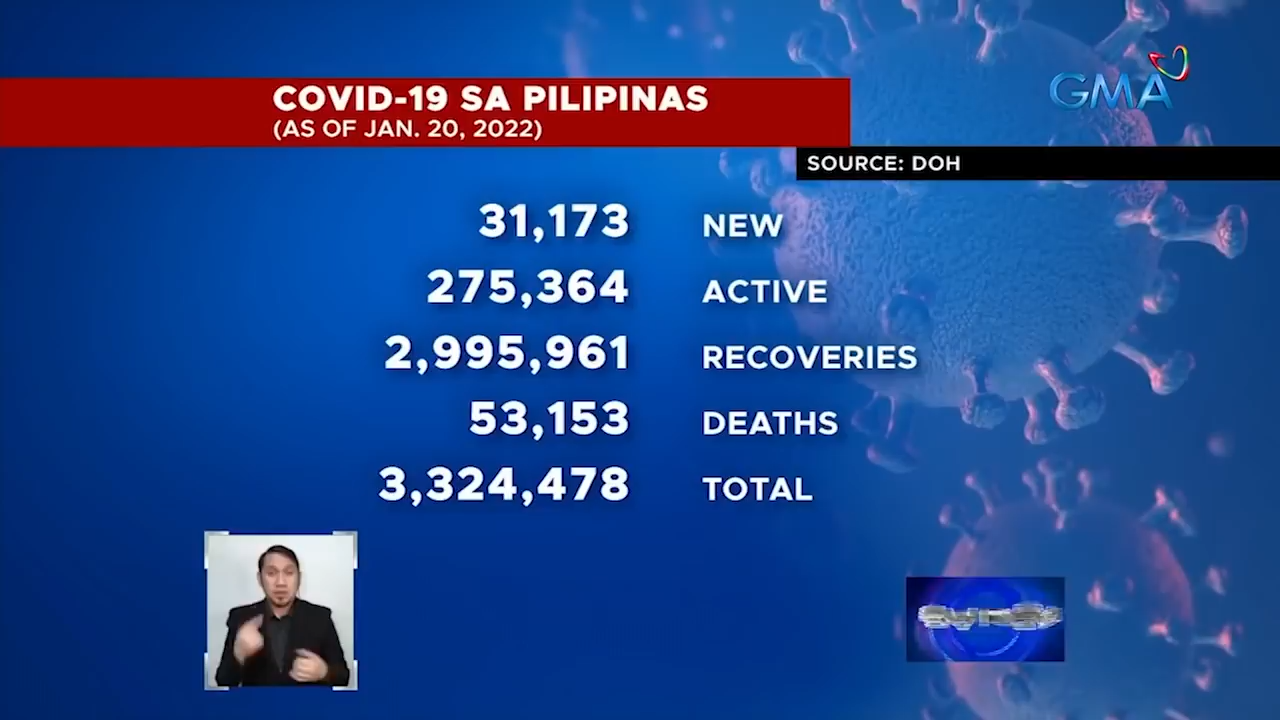 GMA
COVID-19 SA PILIPINAS
(AS OF JAN. 20, 2022)
SOURCE: DOH
31,173 NEW
275,364 ACTIVE
2,995,961 RECOVERIES
53,153 DEATHS
3,324,478 TOTAL